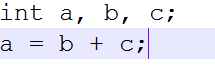 int a, b, c;
a = b + c;